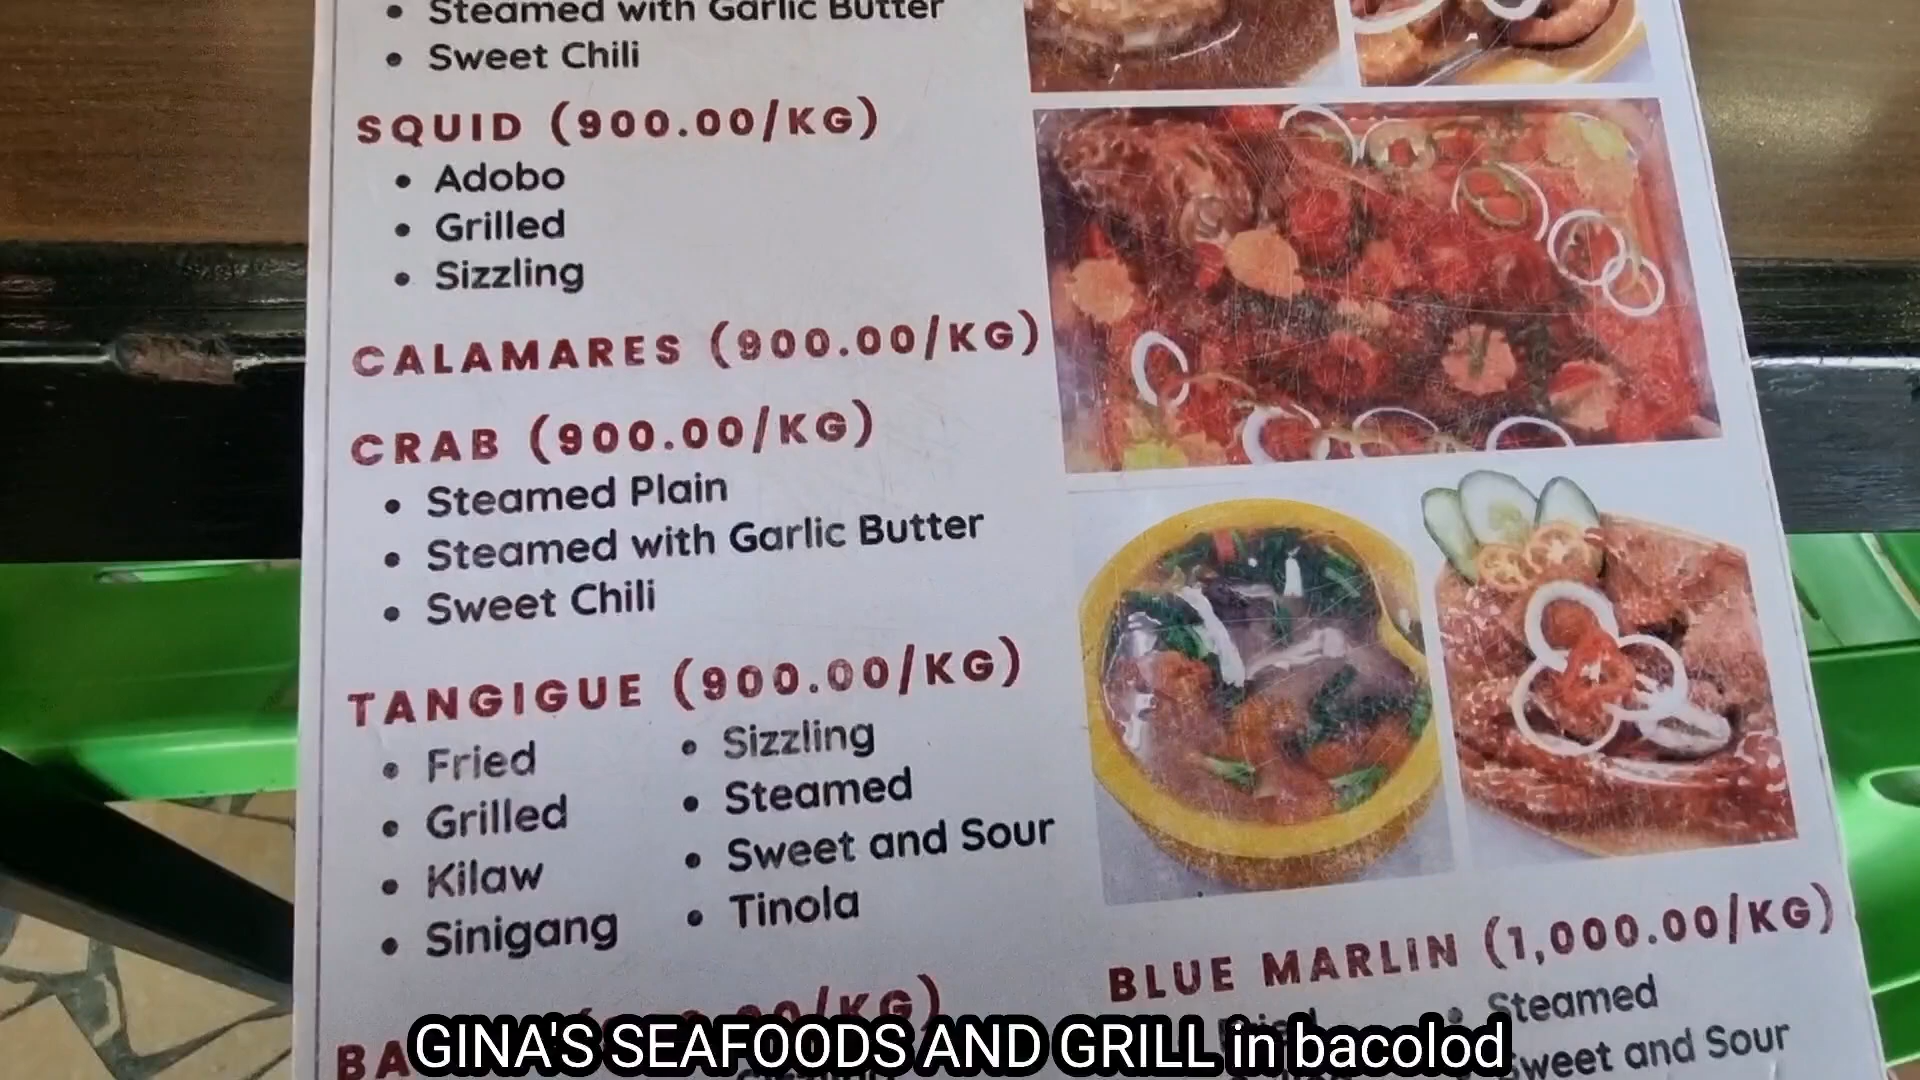 Steamed with Garlic Butter
• Sweet Chili
SQUID (900.00/KG)
• Adobo
• Grilled
• Sizzling
CALAMARES (900.00/KG)
CRAB (900.00/KG)
• Steamed Plain
• Steamed with Garlic Butter
• Sweet Chili
TANGIGUE (900.00/KG)
• Fried
• Grilled
• Kilaw
• Sinigang
• Sizzling
• Steamed
• Sweet and Sour
• Tinola
BLUE MARLIN (1,000.00/KG)
• Steamed
Sweet and Sour
GINA'S SEAFOODS AND GRILL in bacolod